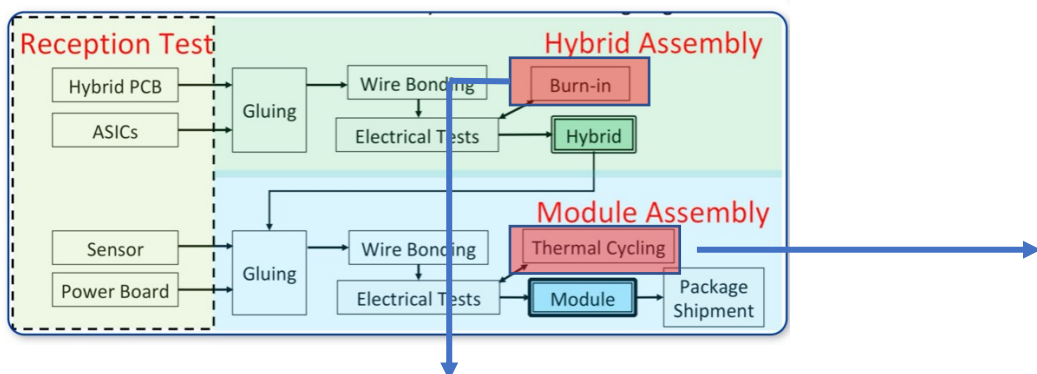 Reception Test
Hybrid Assembly
Hybrid PCB
ASICs
Gluing
Wire Bonding
Burn-in
Electrical Tests
Hybrid
Module Assembly
Sensor
Power Board
Gluing
Wire Bonding
Thermal Cycling
Electrical Tests
Module
Package
Shipment